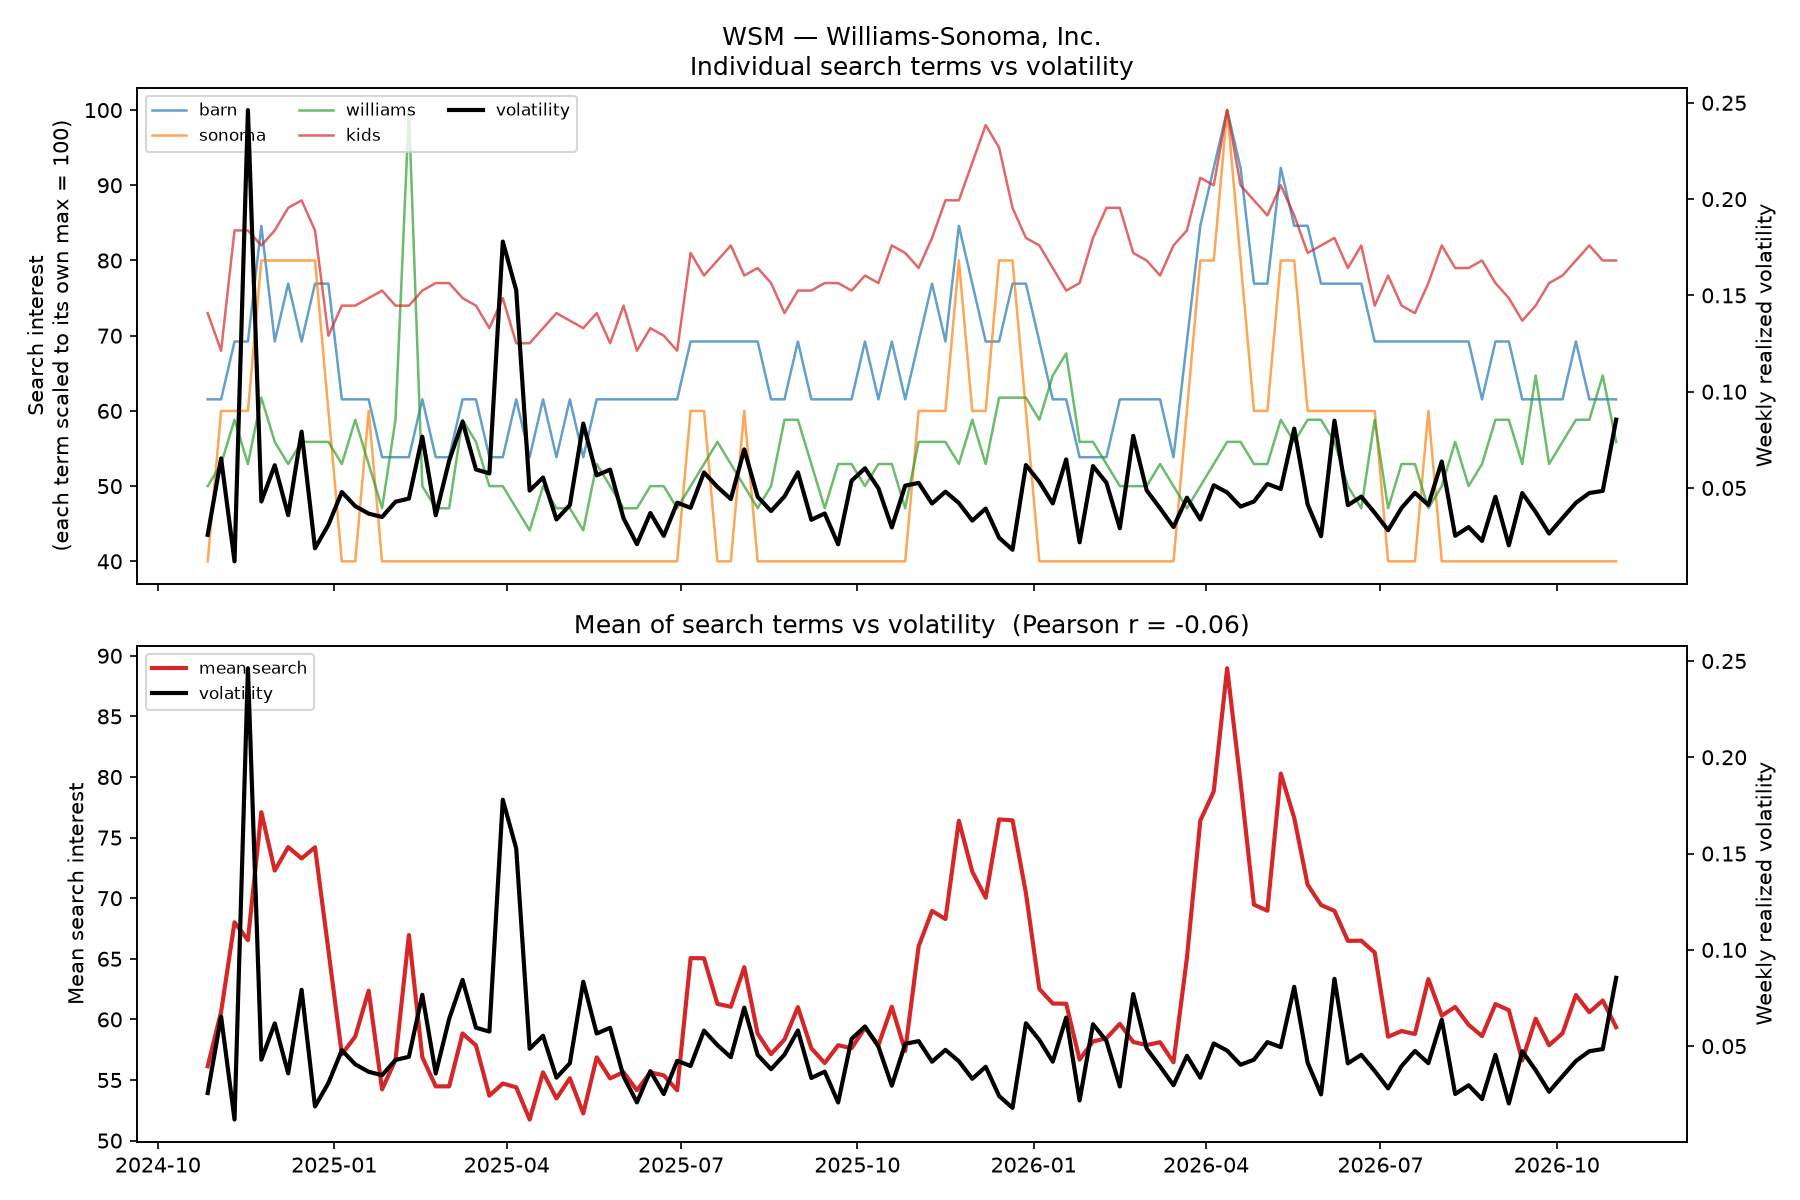 WSM — Williams-Sonoma, Inc.
Individual search terms vs volatility
barn
sonoma
williams
kids
volatility
100
90
80
70
60
50
40
Search interest
(each term scaled to its own max = 100)
0.25
0.20
0.15
0.10
0.05
Weekly realized volatility
Mean of search terms vs volatility (Pearson r = -0.06)
mean search
volatility
90
85
80
75
70
65
60
55
50
Mean search interest
0.25
0.20
0.15
0.10
0.05
Weekly realized volatility
2024-10
2025-01
2025-04
2025-07
2025-10
2026-01
2026-04
2026-07
2026-10